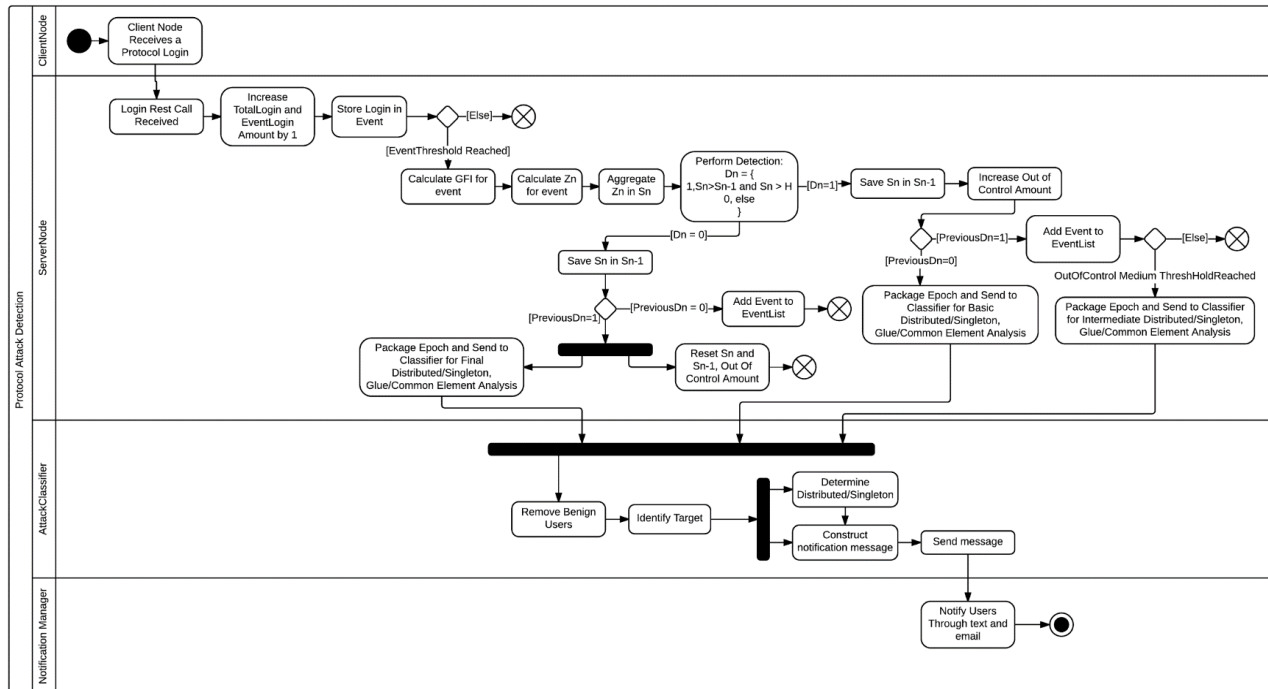 Protocol Attack Detection
ClientNode
Client Node
Receives a
Protocol Login
ServerNode
Login Rest Call
Received
Increase
TotalLogin and
EventLogin
Amount by 1
Store Login in
Event
[Else]
[EventThreshold Reached]
Calculate GFI for
event
Calculate Zn
for event
Aggregate
Zn in Sn
Perform Detection:
Dn = {
1,Sn>Sn-1 and Sn > H
0, else
}
[Dn=1]
Save Sn in Sn-1
Increase Out of
Control Amount
[Dn = 0]
Save Sn in Sn-1
[PreviousDn=1]
Add Event to
EventList
[Else]
[PreviousDn=0]
OutOfControl Medium ThreshHoldReached
[PreviousDn = 0]
Add Event to
EventList
[PreviousDn=1]
Package Epoch and Send to
Classifier for Basic
Distributed/Singleton,
Glue/Common Element Analysis
Package Epoch and Send to Classifier
for Intermediate Distributed/Singleton,
Glue/Common Element Analysis
Package Epoch and Send to
Classifier for Final
Distributed/Singleton,
Glue/Common Element Analysis
Reset Sn and
Sn-1, Out Of
Control Amount
AttackClassifier
Remove Benign
Users
Identify Target
Determine
Distributed/Singleton
Construct
notification message
Send message
Notification Manager
Notify Users
Through text and
email